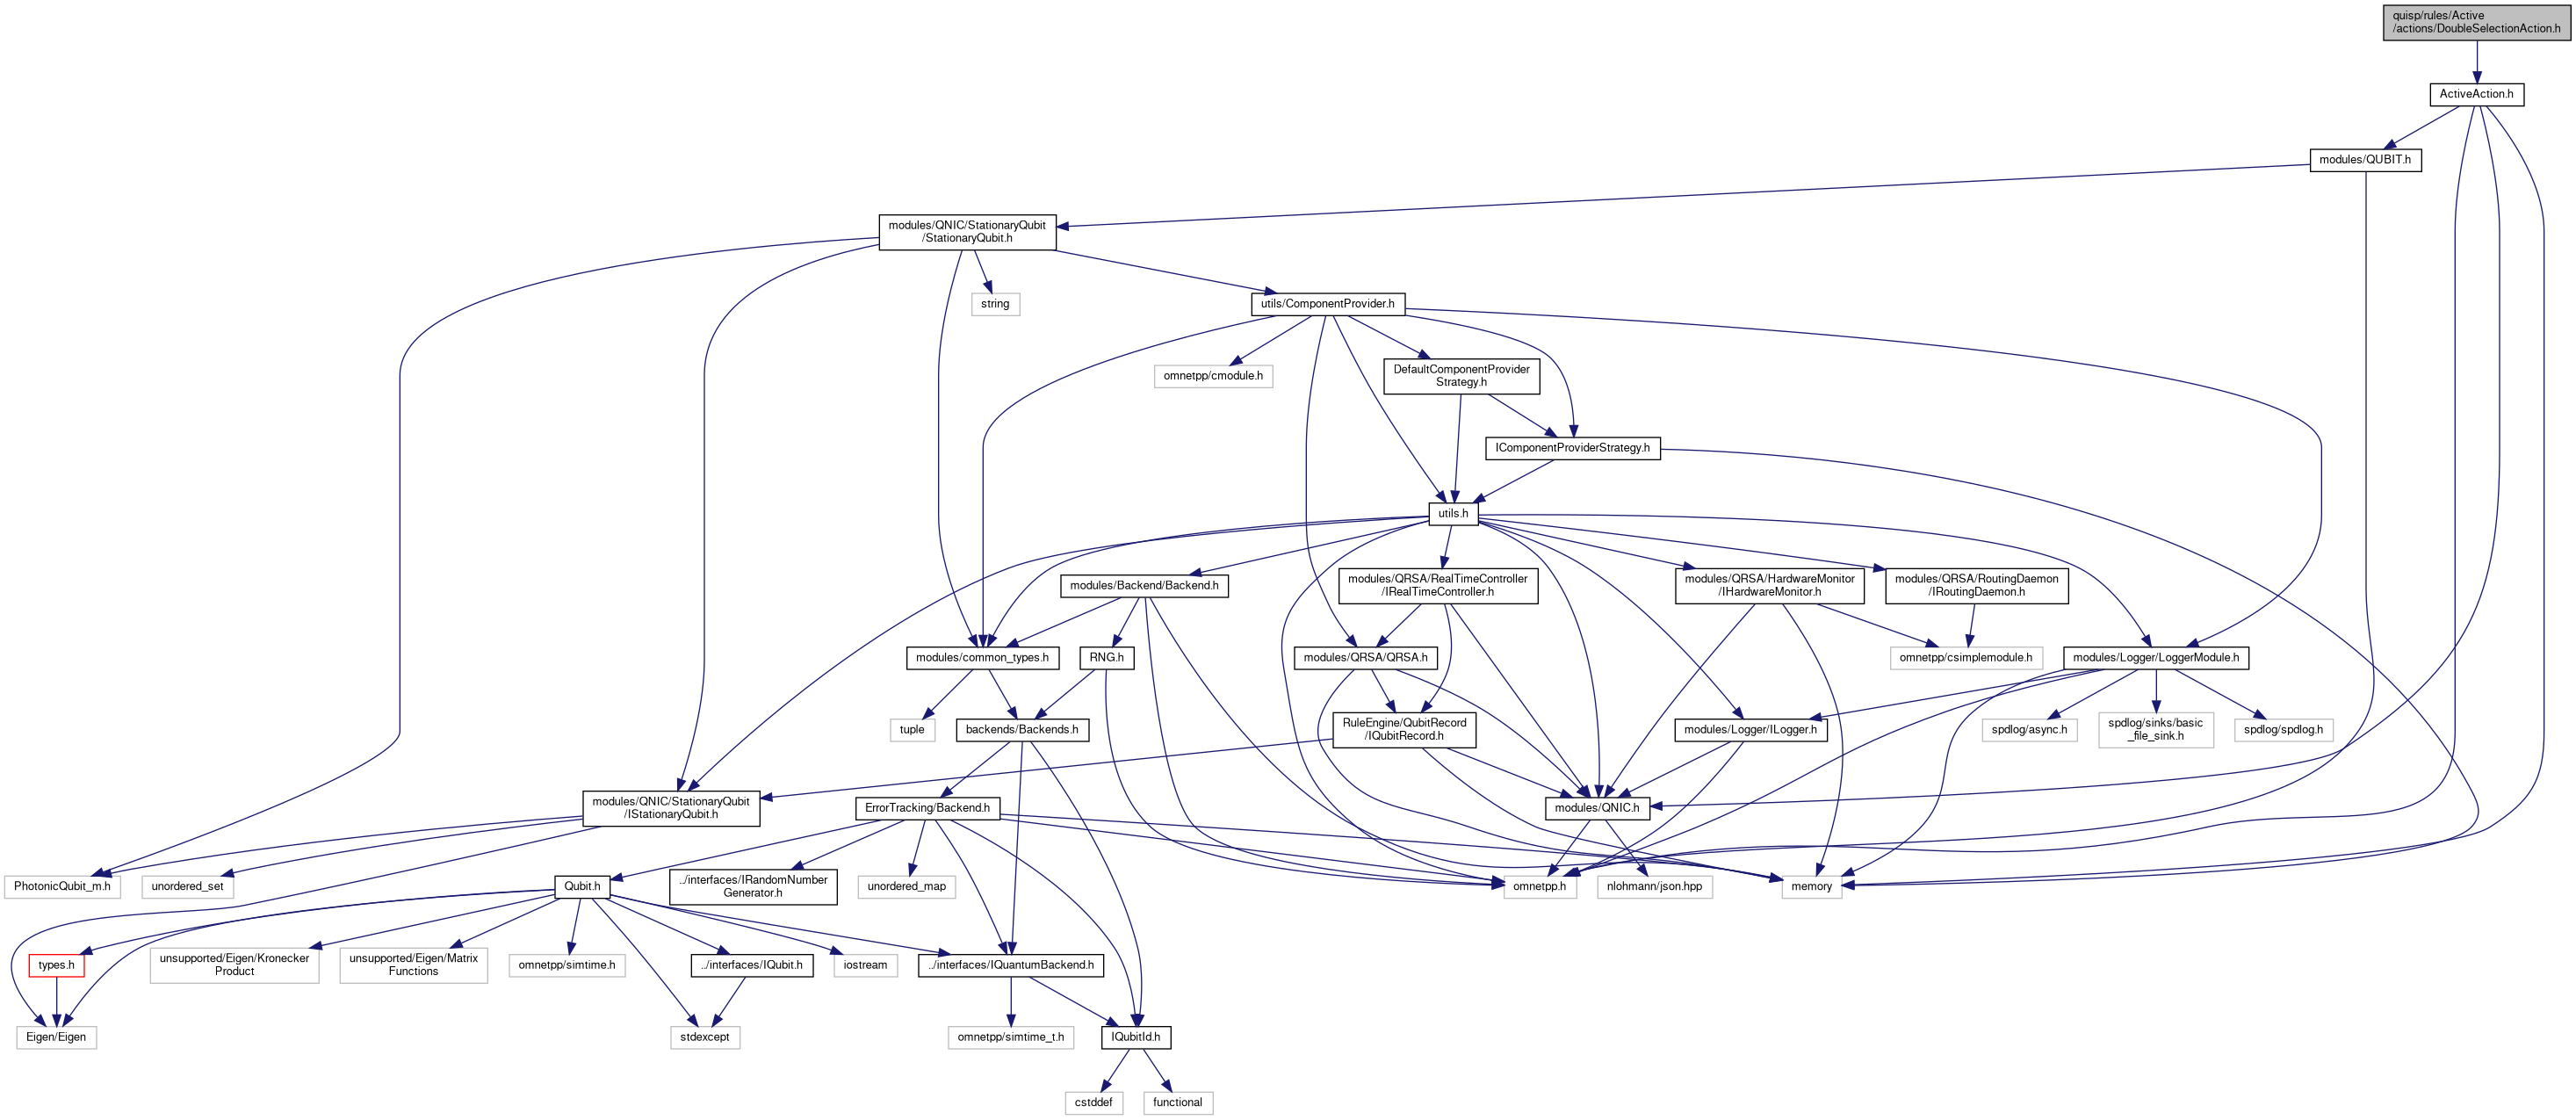 quisp/rules/Active
/actions/DoubleSelectionAction.h
ActiveAction.h
modules/QUBIT.h
modules/QNIC/StationaryQubit
/StationaryQubit.h
string
utils/ComponentProvider.h
omnetpp/cmodule.h
DefaultComponentProvider
Strategy.h
IComponentProviderStrategy.h
utils.h
modules/Backend/Backend.h
modules/QRSA/RealTimeController
/IRealTimeController.h
modules/QRSA/HardwareMonitor
/IHardwareMonitor.h
modules/QRSA/RoutingDaemon
/IRoutingDaemon.h
modules/common_types.h
RNG.h
modules/QRSA/QRSA.h
omnetpp/csimplemodule.h
modules/Logger/LoggerModule.h
tuple
backends/Backends.h
RuleEngine/QubitRecord
/IQubitRecord.h
modules/Logger/ILogger.h
spdlog/async.h
spdlog/sinks/basic
_file_sink.h
spdlog/spdlog.h
modules/QNIC/StationaryQubit
/IStationaryQubit.h
ErrorTracking/Backend.h
modules/QNIC.h
PhotonicQubit_m.h
unordered_set
Qubit.h
../interfaces/IRandomNumber
Generator.h
unordered_map
omnetpp.h
nlohmann/json.hpp
memory
types.h
unsupported/Eigen/Kronecker
Product
unsupported/Eigen/Matrix
Functions
omnetpp/simtime.h
../interfaces/IQubit.h
iostream
../interfaces/IQuantumBackend.h
Eigen/Eigen
stdexcept
omnetpp/simtime_t.h
IQubitId.h
cstddef
functional